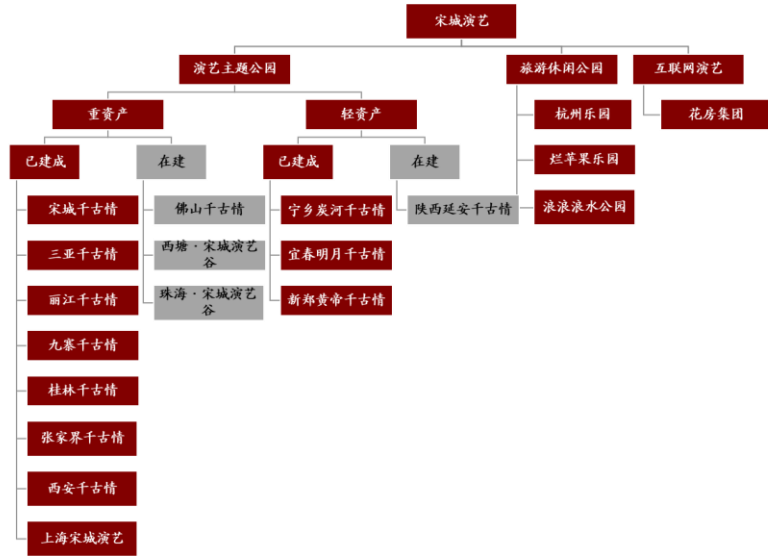 宋城演艺
演艺主题公园
旅游休闲公园
互联网演艺
重资产
轻资产
杭州乐园
花房集团
已建成
在建
已建成
在建
烂苹果乐园
宋城千古情
佛山千古情
宁乡炭河千古情
陕西延安千古情
浪浪浪水公园
三亚千古情
西塘·宋城演艺
谷
宜春明月千古情
丽江千古情
珠海·宋城演艺
谷
新郑黄帝千古情
九寨千古情
桂林千古情
张家界千古情
西安千古情
上海宋城演艺